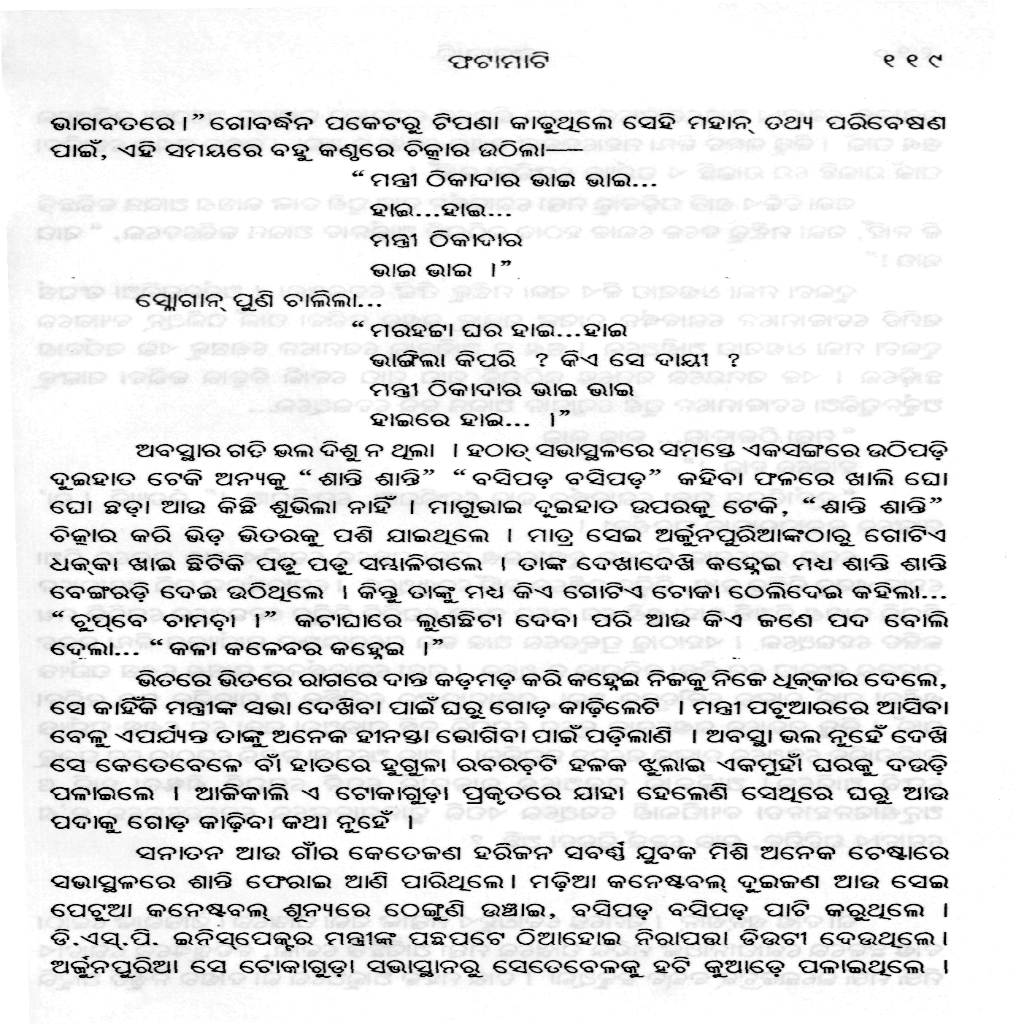 ଫଟାମାଟି ୧୧୯
ଭାଗବତରେ।” ଗୋବର୍ଦ୍ଧନ ପକେଟରୁ ଟିପଣା କାଢୁଥିଲେ ସେହି ମହାନ୍ ତଥ୍ୟ ପରିବେଷଣ
ପାଇଁ, ଏହି ସମୟରେ ବହୁ କଣ୍ଠରେ ଚିତ୍କାର ଉଠିଲା—
“ ମନ୍ତ୍ରୀ ଠିକାଦାର ଭାଇ ଭାଇ...
ହାଇ...ହାଇ...
ମନ୍ତ୍ରୀ ଠିକାଦାର
ଭାଇ ଭାଇ ।”
ସ୍ଲୋଗାନ୍ ପୁଣି ଚାଲିଲା...
“ ମରହଟ୍ଟା ଘର ହାଇ...ହାଇ
ଭାଙ୍ଗିଲା କିପରି ? କିଏ ସେ ଦାୟୀ ?
ମନ୍ତ୍ରୀ ଠିକାଦାର ଭାଇ ଭାଇ
ହାଇରେ ହାଇ... ।”
ଅବସ୍ଥାର ଗତି ଭଲ ଦିଶୁ ନ ଥିଲା । ହଠାତ୍ ସଭାସ୍ଥଳରେ ସମସ୍ତେ ଏକସଙ୍ଗରେ ଉଠିପଡ଼ି
ଦୁଇହାତ ଟେକି ଅନ୍ୟକୁ “ ଶାନ୍ତି ଶାନ୍ତି” “ ବସିପଡ଼ ବସିପଡ଼” କହିବା ଫଳରେ ଖାଲି ଘୋ
ଘୋ ଛଡ଼ା ଆଉ କିଛି ଶୁଭିଲା ନାହିଁ । ମାଗୁଭାଇ ଦୁଇହାତ ଉପରକୁ ଟେକି, “ଶାନ୍ତି ଶାନ୍ତି”
ଚିତ୍କାର କରି ଭିଡ଼ ଭିତରକୁ ପଶି ଯାଇଥିଲେ । ମାତ୍ର ସେଇ ଅର୍ଜୁନପୁରିଆଙ୍କଠାରୁ ଗୋଟିଏ
ଧକ୍‌କା ଖାଇ ଛିଟିକି ପଡୁ ପଡୁ ସମ୍ଭାଳିଗଲେ । ତାଙ୍କ ଦେଖାଦେଖି କହ୍ନେଇ ମଧ୍ୟ ଶାନ୍ତି ଶାନ୍ତି
ବେଙ୍ଗରଡ଼ି ଦେଇ ଉଠିଥିଲେ । କିନ୍ତୁ ତାଙ୍କୁ ମଧ୍ୟ କିଏ ଗୋଟିଏ ଟୋକା ଠେଲିଦେଇ କହିଲା...
“ ଚୁପ୍‌ବେ ଚାମଚ଼ା ।” କଟାଘାରେ ଲୁଣଛିଟା ଦେବା ପରି ଆଉ କିଏ ଜଣେ ପଦ ବୋଲି
ଦେଲା... “ କଳା କଳେବର କହ୍ନେଇ ।”
ଭିତରେ ଭିତରେ ରାଗରେ ଦାନ୍ତ କଡ଼ମଡ଼ କରି କହ୍ନେଇ ନିଜକୁ ନିଜେ ଧିକ୍‌କାର ଦେଲେ,
ସେ କାହିଁକି ମନ୍ତ୍ରୀଙ୍କ ସଭା ଦେଖିବା ପାଇଁ ଘରୁ ଗୋଡ଼ କାଢ଼ିଲେଟି । ମନ୍ତ୍ରୀ ପଟୁଆରରେ ଆସିବା
ବେଳୁ ଏପର୍ଯ୍ୟନ୍ତ ତାଙ୍କୁ ଅନେକ ହୀନସ୍ତା ଭୋଗିବା ପାଇଁ ପଡ଼ିଲାଣି । ଅବସ୍ଥା ଭଲ ନୁହେଁ ଦେଖି
ସେ କେତେବେଳେ ବାଁ ହାତରେ ହୁଗୁଳା ରବରଚ଼ଟି ହଳକ ଝୁଲାଇ ଏକମୁହାଁ ଘରକୁ ଦଉଡ଼ି
ପଳାଇଲେ । ଆଜିକାଲି ଏ ଟୋକାଗୁଡ଼ା ପ୍ରକୃତରେ ଯାହା ହେଲେଣି ସେଥିରେ ଘରୁ ଆଉ
ପଦାକୁ ଗୋଡ଼ କାଢ଼ିବା କଥା ନୁହେଁ ।
ସନାତନ ଆଉ ଗାଁର କେତେଜଣ ହରିଜନ ସବର୍ଣ୍ଣ ଯୁବକ ମିଶି ଅନେକ ଚେଷ୍ଟାରେ
ସଭାସ୍ଥଳରେ ଶାନ୍ତି ଫେରାଇ ଆଣି ପାରିଥିଲେ। ମଢ଼ିଆ କନେଷ୍ଟବଲ୍ ଦୁଇଜଣ ଆଉ ସେଇ
ପେଟୁଆ କନେଷ୍ଟବଲ୍ ଶୂନ୍ୟରେ ଠେଙ୍ଗୁଣି ଉଞ୍ଚାଇ, ବସିପଡ଼ ବସିପଡ଼ ପାଟି କରୁଥିଲେ ।
ଡି.ଏସ୍.ପି. ଇନିସ୍‌ପେକ୍ଟର ମନ୍ତ୍ରୀଙ୍କ ପଛପଟେ ଠିଆହୋଇ ନିରାପତ୍ତା ଡିଉଟୀ ଦେଉଥିଲେ।
ଅର୍ଜୁନପୁରିଆ ସେ ଟୋକାଗୁଡ଼ା ସଭାସ୍ଥାନରୁ ସେତେବେଳକୁ ହଟି କୁଆଡ଼େ ପଳାଇଥିଲେ ।